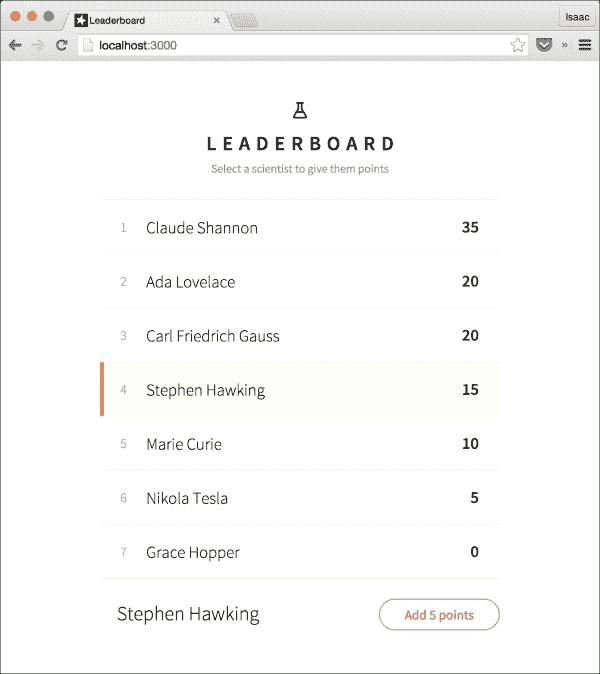 Leaderboard
Isaac
localhost:3000
LEADERBOARD
Select a scientist to give them points
1 Claude Shannon 35
2 Ada Lovelace 20
3 Carl Friedrich Gauss 20
4 Stephen Hawking 15
5 Marie Curie 10
6 Nikola Tesla 5
7 Grace Hopper 0
Stephen Hawking Add 5 points